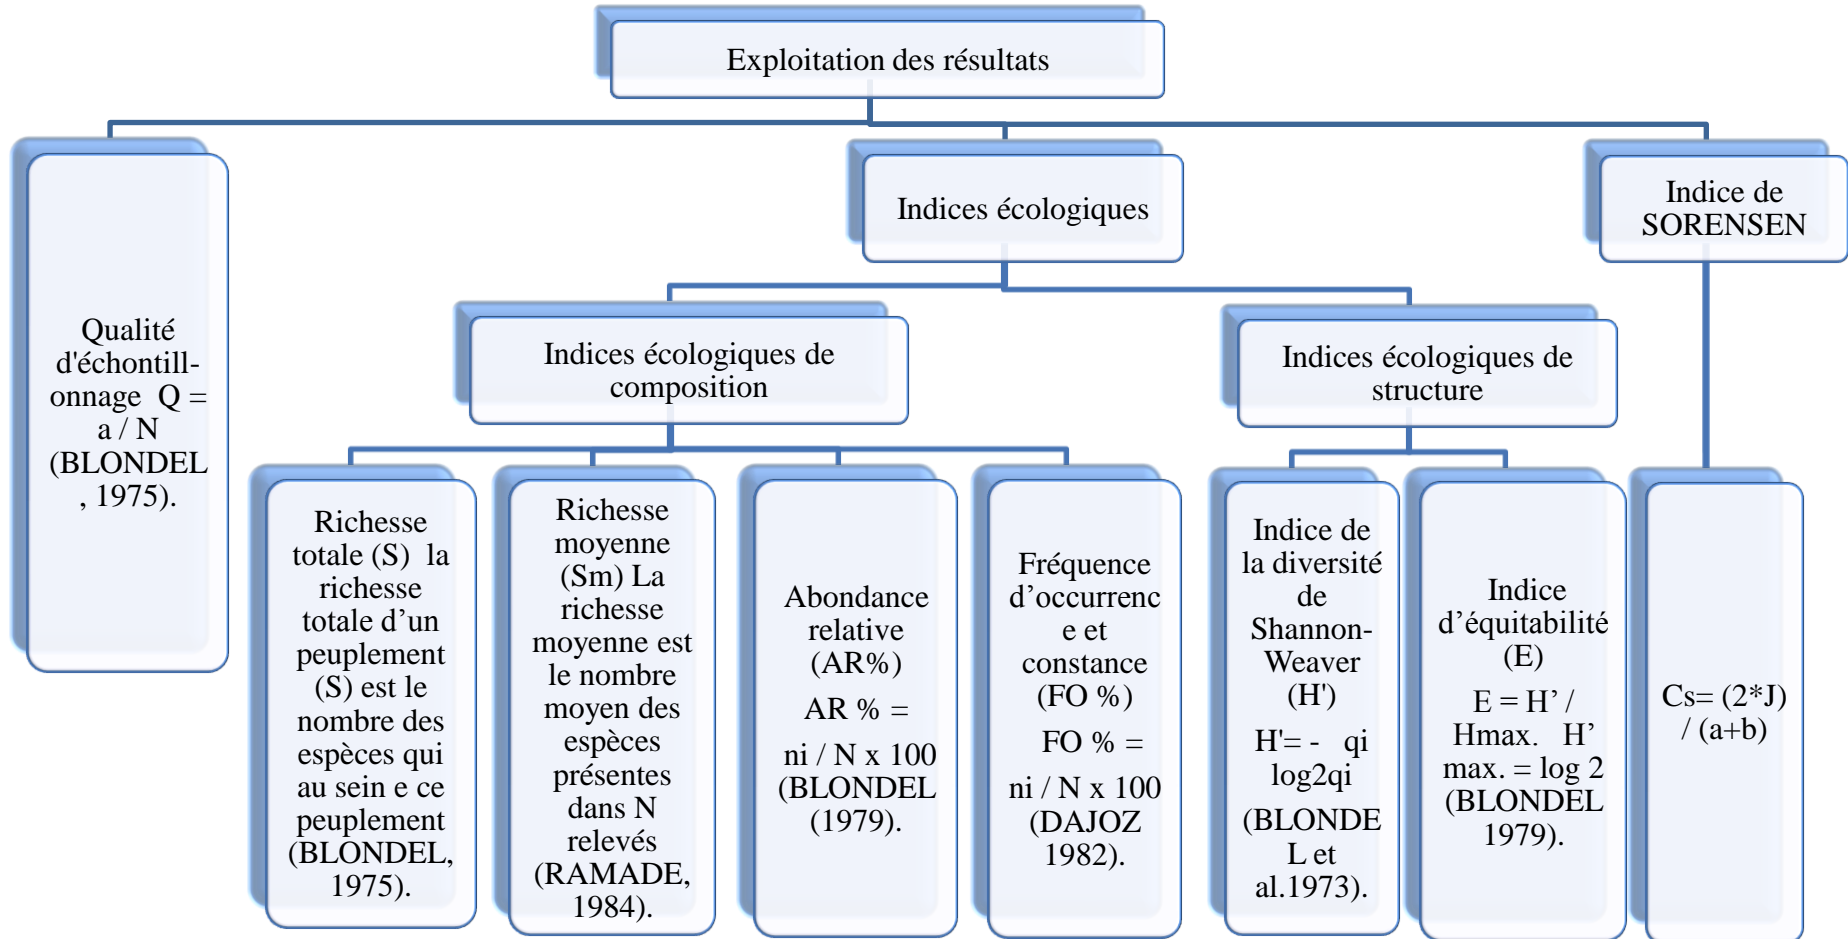 Exploitation des résultats
Qualité
d'échontill-
onnage Q =
a / N
(BLONDEL
, 1975).
Indices écologiques
Indice de
SORENSEN
Indices écologiques de
composition
Indices écologiques de
structure
Richesse
totale (S) la
richesse
totale d’un
peuplement
(S) est le
nombre des
espèces qui
au sein e ce
peuplement
(BLONDEL,
1975).
Richesse
moyenne
(Sm) La
richesse
moyenne est
le nombre
moyen des
espèces
présentes
dans N
relevés
(RAMADE,
1984).
Abondance
relative
(AR%)
AR % =
ni / N x 100
(BLONDEL
(1979).
Fréquence
d’occurrenc
e et
constance
(FO %)
FO % =
ni / N x 100
(DAJOZ
1982).
Indice de
la diversité
de
Shannon-
Weaver
(H')
H'= - qi
log2qi
(BLONDE
L et
al.1973).
Indice
d’équitabilité
(E)
E = H’ /
Hmax. H’
max. = log 2
(BLONDEL
1979).
Cs= (2*J)
/ (a+b)